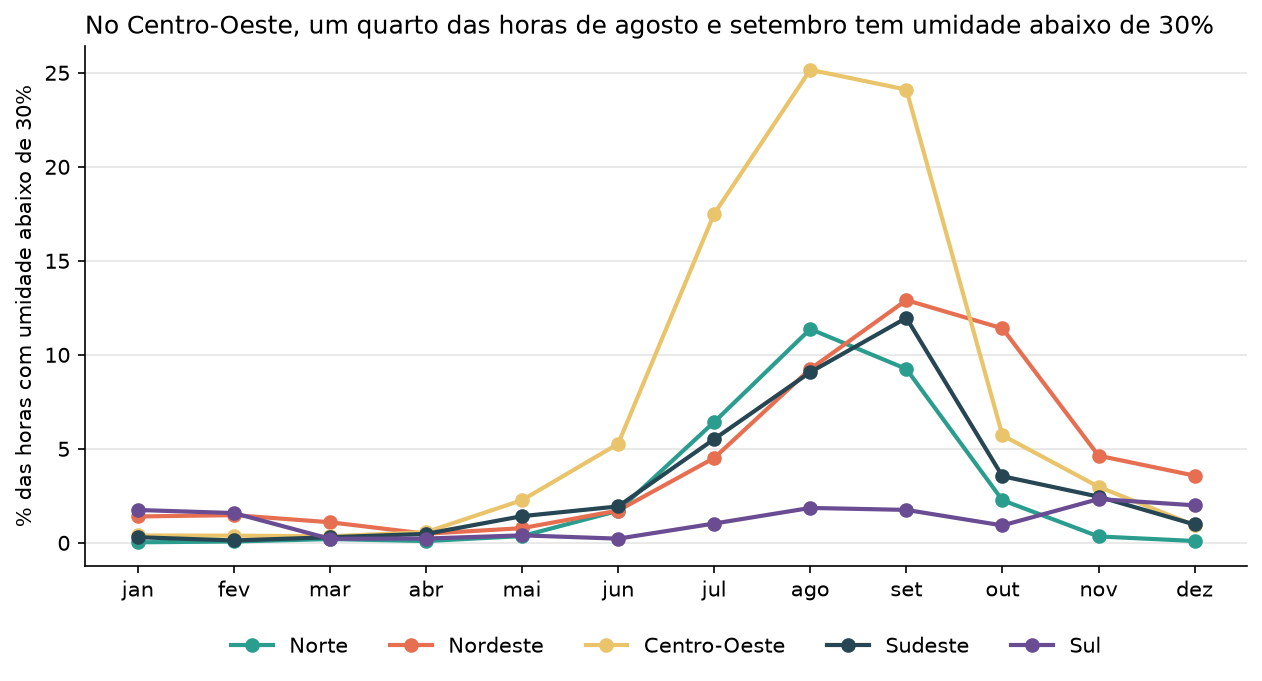 No Centro-Oeste, um quarto das horas de agosto e setembro tem umidade abaixo de 30%
% das horas com umidade abaixo de 30%
25
20
15
10
5
0
jan fev mar abr mai jun jul ago set out nov dez
Norte Nordeste Centro-Oeste Sudeste Sul